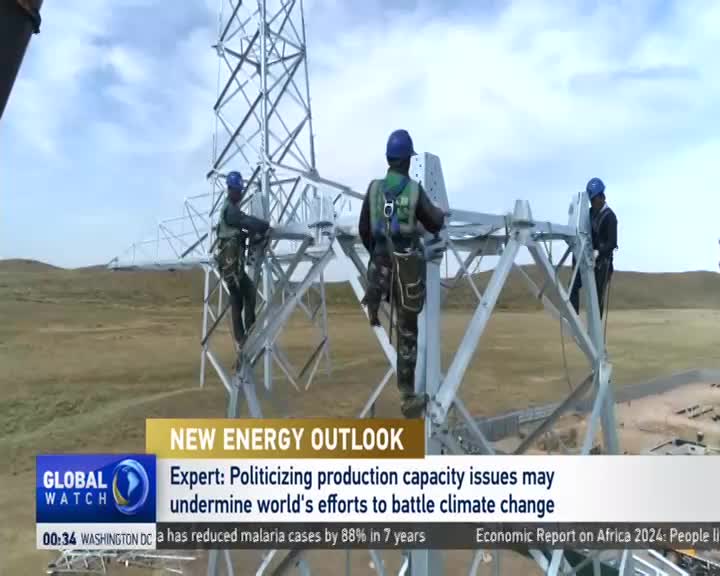 NEW ENERGY OUTLOOK
GLOBAL
WATCH
Expert: Politicizing production capacity issues may
undermine world's efforts to battle climate change
00:34 WASHINGTON DC
a has reduced malaria cases by 88% in 7 years
Economic Report on Africa 2024: People li